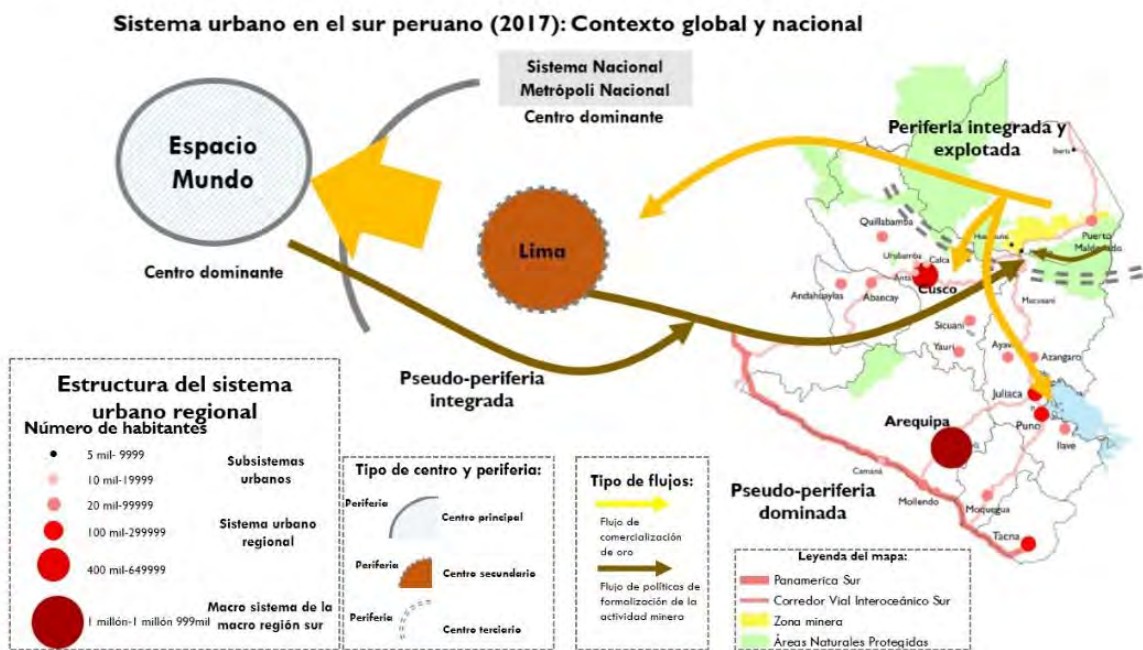 Sistema urbano en el sur peruano (2017): Contexto global y nacional
Sistema Nacional
Metrópoli Nacional
Centro dominante
Espacio
Mundo
Centro dominante
Lima
Pseudo-periferia
integrada
Periferia integrada y
explotada
Iberia
Quillabamba
Puerto
Maldonado
Urubamba
Calca
Anta
Cusco
Andahuaylas
Abancay
Macusani
Sicuani
Yauri
Azangaro
Juliaca
Puno
Ilave
Arequipa
Camaná
Mollendo
Moquegua
Tacna
Pseudo-periferia
dominada
Estructura del sistema
urbano regional
Número de habitantes
5 mil- 9999
10 mil-19999
20 mil-99999
100 mil-299999
400 mil-649999
1 millón-1 millón 999mil
Subsistemas
urbanos
Sistema urbano
regional
Macro sistema de la
macro región sur
Tipo de centro y periferia:
Periferia
Centro principal
Periferia
Centro secundario
Periferia
Centro terciario
Tipo de flujos:
Flujo de
comercialización
de oro
Flujo de políticas de
formalización de la
actividad minera
Leyenda del mapa:
Panamerica Sur
Corredor Vial Interoceánico Sur
Zona minera
Áreas Naturales Protegidas